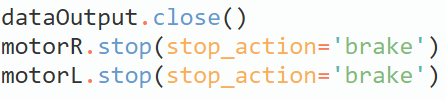 dataOutput.close()
motorR.stop(stop_action='brake')
motorL.stop(stop_action='brake')